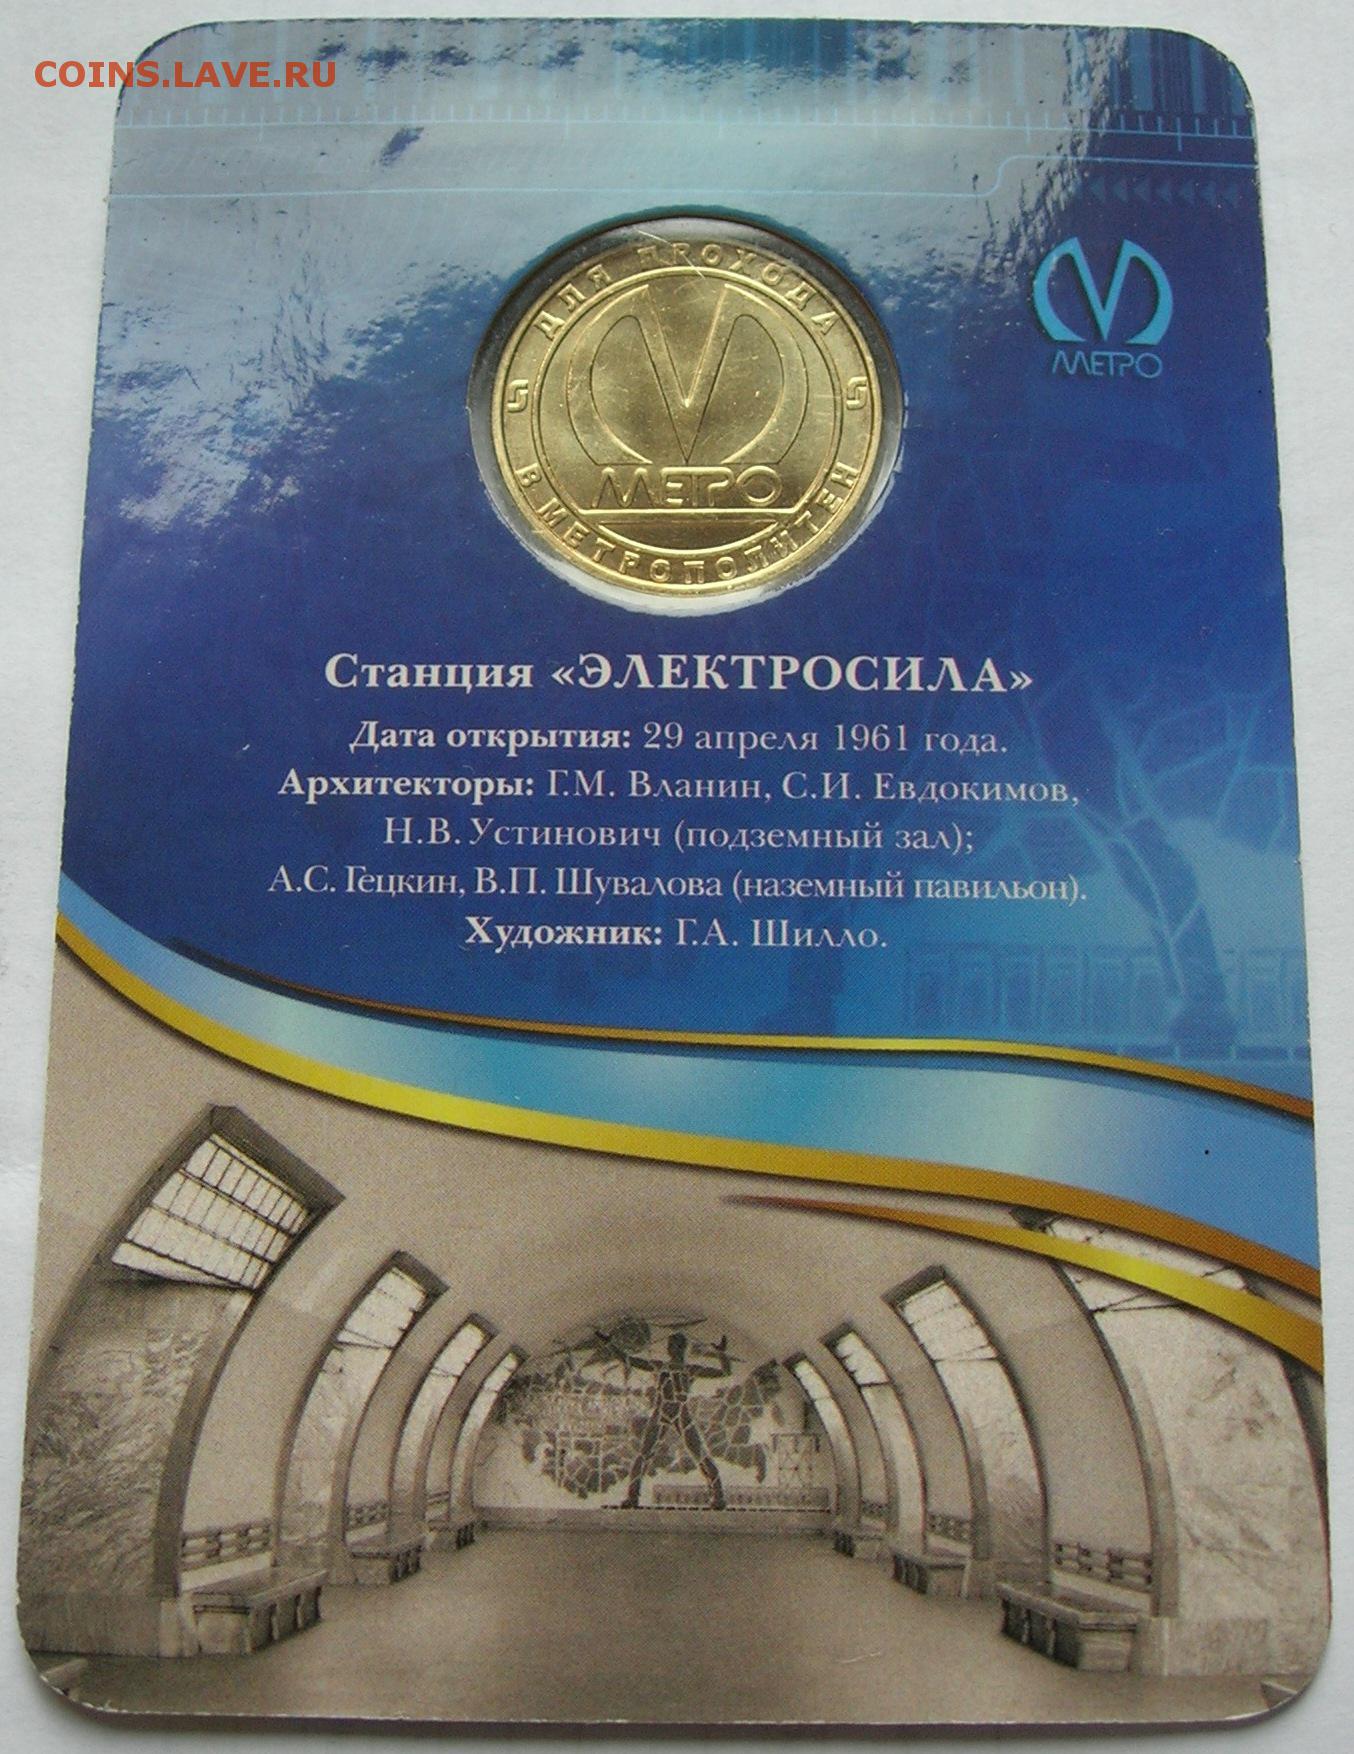 COINS.LAVE.RU
ДЛЯ ПРОХОДА
МЕТРО
МЕТРО
В МЕТРОПОЛИТЕН
Станция «ЭЛЕКТРОСИЛА»
Дата открытия: 29 апреля 1961 года.
Архитекторы: Г.М. Вланин, С.И. Евдокимов,
Н.В. Устинович (подземный зал);
А.С. Гецкин, В.П. Шувалова (наземный павильон).
Художник: Г.А. Шилло.